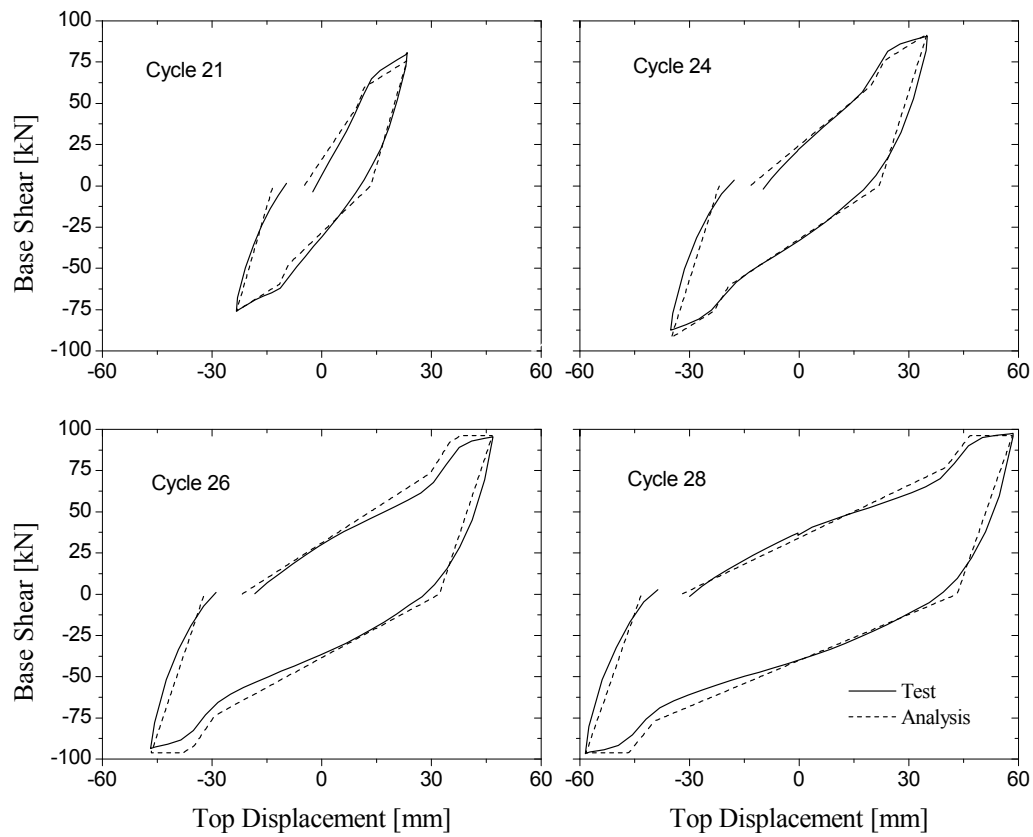 100
75
50
25
0
-25
-50
-75
-100
Base Shear [kN]
Cycle 21
-60 -30 0 30 60
Cycle 24
-60 -30 0 30 60
100
75
50
25
0
-25
-50
-75
-100
Base Shear [kN]
Cycle 26
-60 -30 0 30 60
Top Displacement [mm]
Cycle 28
Test
Analysis
-60 -30 0 30 60
Top Displacement [mm]